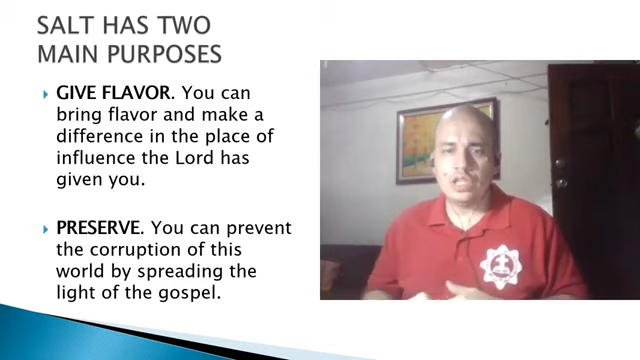 SALT HAS TWO
MAIN PURPOSES
GIVE FLAVOR. You can
bring flavor and make a
difference in the place of
influence the Lord has
given you.
PRESERVE. You can prevent
the corruption of this
world by spreading the
light of the gospel.